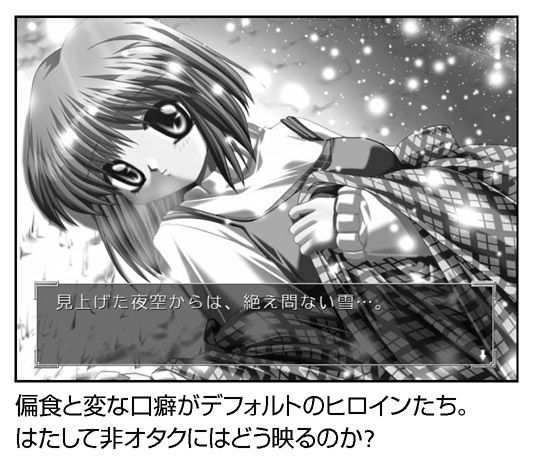 見上げた夜空からは、絶え間ない雪…。
偏食と変な口癖がデフォルトのヒロインたち。
はたして非オタクにはどう映るのか?